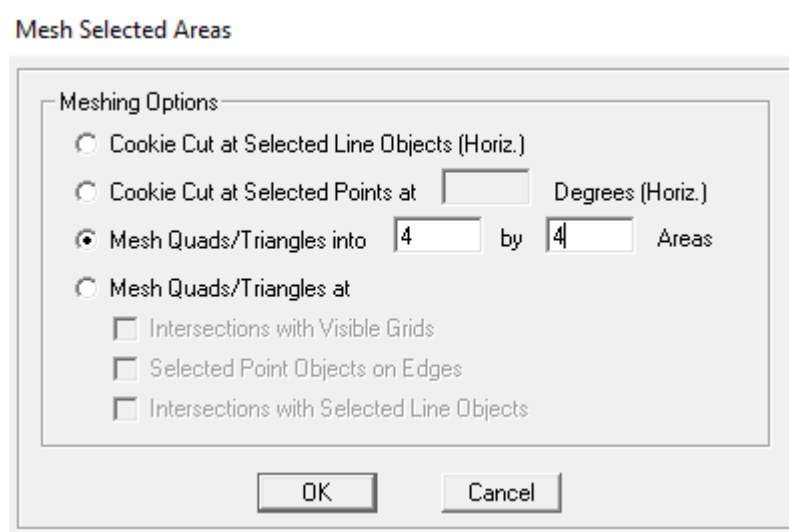 Mesh Selected Areas
Meshing Options
Cookie Cut at Selected Line Objects (Horiz.)
Cookie Cut at Selected Points at Degrees (Horiz.)
Mesh Quads/Triangles into 4 by 4 Areas
Mesh Quads/Triangles at
Intersections with Visible Grids
Selected Point Objects on Edges
Intersections with Selected Line Objects
OK Cancel